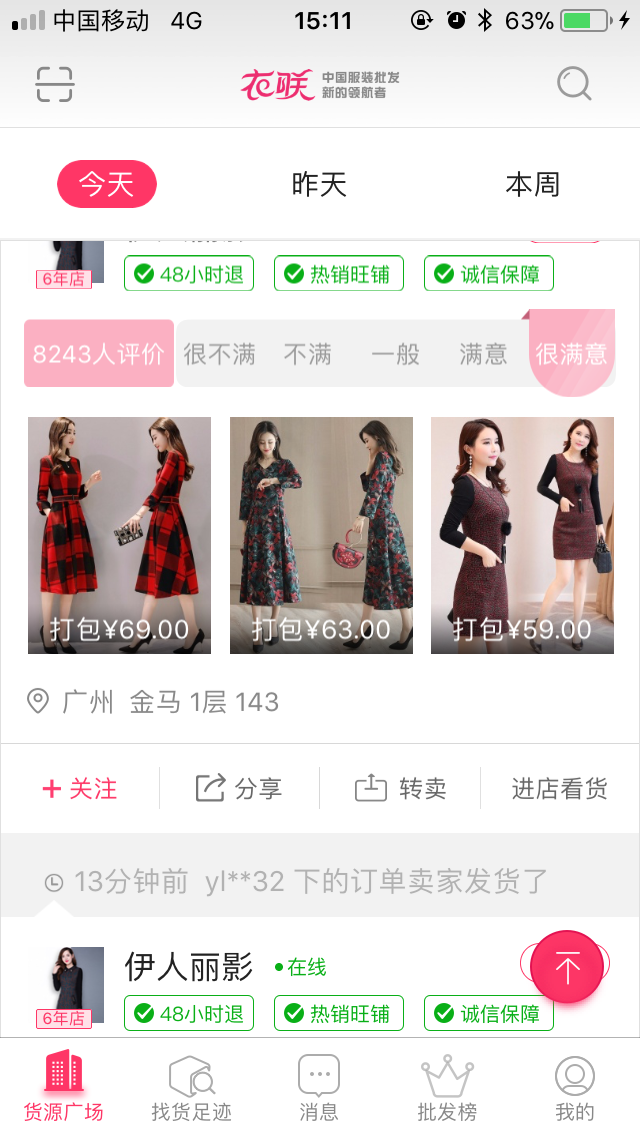 中国移动 4G 15:11 63%
衣联 中国服装批发
新的领航者
今天 昨天 本周
6年店 48小时退 热销旺铺 诚信保障
8243人评价 很不满 不满 一般 满意 很满意
打包¥69.00 打包¥63.00 打包¥59.00
广州 金马 1层 143
+ 关注 分享 转卖 进店看货
13分钟前 yl**32 下的订单卖家发货了
伊人丽影 在线
6年店 48小时退 热销旺铺 诚信保障
货源广场 找货足迹 消息 批发榜 我的